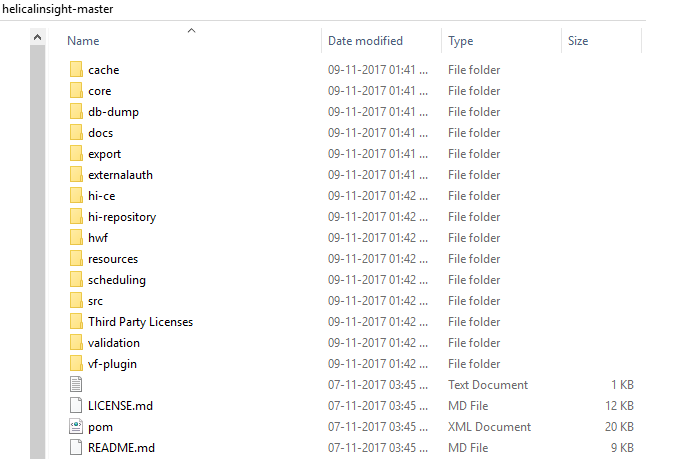 helicalinsight-master
Name Date modified Type Size
cache 09-11-2017 01:41 ... File folder
core 09-11-2017 01:41 ... File folder
db-dump 09-11-2017 01:41 ... File folder
docs 09-11-2017 01:41 ... File folder
export 09-11-2017 01:41 ... File folder
externalauth 09-11-2017 01:41 ... File folder
hi-ce 09-11-2017 01:42 ... File folder
hi-repository 09-11-2017 01:42 ... File folder
hwf 09-11-2017 01:42 ... File folder
resources 09-11-2017 01:42 ... File folder
scheduling 09-11-2017 01:42 ... File folder
src 09-11-2017 01:42 ... File folder
Third Party Licenses 09-11-2017 01:42 ... File folder
validation 09-11-2017 01:42 ... File folder
vf-plugin 09-11-2017 01:42 ... File folder
07-11-2017 03:45 ... Text Document 1 KB
LICENSE.md 07-11-2017 03:45 ... MD File 12 KB
pom 07-11-2017 03:45 ... XML Document 20 KB
README.md 07-11-2017 03:45 ... MD File 9 KB